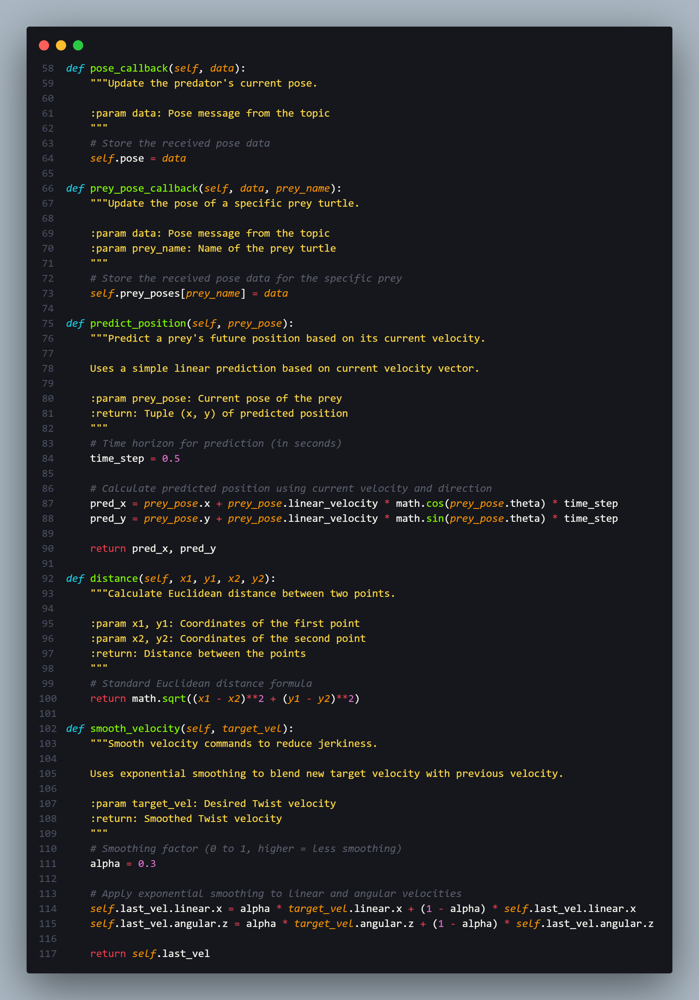 58 def pose_callback(self, data):
59     """Update the predator's current pose.
60
61     :param data: Pose message from the topic
62     """
63     # Store the received pose data
64     self.pose = data
65
66 def prey_pose_callback(self, data, prey_name):
67     """Update the pose of a specific prey turtle.
68
69     :param data: Pose message from the topic
70     :param prey_name: Name of the prey turtle
71     """
72     # Store the received pose data for the specific prey
73     self.prey_poses[prey_name] = data
74
75 def predict_position(self, prey_pose):
76     """Predict a prey's future position based on its current velocity.
77
78     Uses a simple linear prediction based on current velocity vector.
79
80     :param prey_pose: Current pose of the prey
81     :return: Tuple (x, y) of predicted position
82     """
83     # Time horizon for prediction (in seconds)
84     time_step = 0.5
85
86     # Calculate predicted position using current velocity and direction
87     pred_x = prey_pose.x + prey_pose.linear_velocity * math.cos(prey_pose.theta) * time_step
88     pred_y = prey_pose.y + prey_pose.linear_velocity * math.sin(prey_pose.theta) * time_step
89
90     return pred_x, pred_y
91
92 def distance(self, x1, y1, x2, y2):
93     """Calculate Euclidean distance between two points.
94
95     :param x1, y1: Coordinates of the first point
96     :param x2, y2: Coordinates of the second point
97     :return: Distance between the points
98     """
99     # Standard Euclidean distance formula
100     return math.sqrt((x1 - x2)**2 + (y1 - y2)**2)
101
102 def smooth_velocity(self, target_vel):
103     """Smooth velocity commands to reduce jerkiness.
104
105     Uses exponential smoothing to blend new target velocity with previous velocity.
106
107     :param target_vel: Desired Twist velocity
108     :return: Smoothed Twist velocity
109     """
110     # Smoothing factor (0 to 1, higher = less smoothing)
111     alpha = 0.3
112
113     # Apply exponential smoothing to linear and angular velocities
114     self.last_vel.linear.x = alpha * target_vel.linear.x + (1 - alpha) * self.last_vel.linear.x
115     self.last_vel.angular.z = alpha * target_vel.angular.z + (1 - alpha) * self.last_vel.angular.z
116
117     return self.last_vel